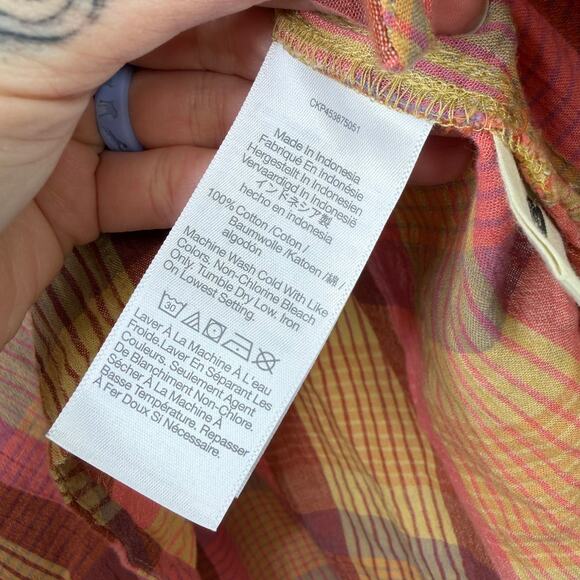 CKP453875051
Made In Indonesia
Fabriqué En Indonésie
Hergestellt In Indonesien
Vervaardigd In Indonesië
インドネシア製
hecho en indonesia
100% Cotton /Coton /
Baumwolle /Katoen /綿 /
algodón
Machine Wash Cold With Like
Colors, Non-Chlorine Bleach
Only, Tumble Dry Low. Iron
On Lowest Setting.
30
Laver À La Machine À L'eau
Froide Laver En Séparant Les
Couleurs. Seulement Agent
De Blanchiment Non-Chlore.
Sécher À La Machine À
Basse Température. Repasser
À Fer Doux Si Nécessaire.